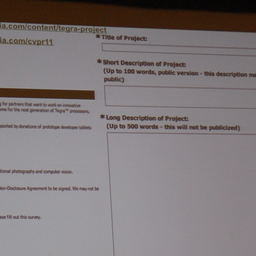 ia.com/content/tegra-project
ia.com/cvpr11
* Title of Project:
* Short Description of Project:
(Up to 100 words, public version - this description ma
public)
g for partners that want to work on innovative
me for the next generation of Tegra™ processors,
* Long Description of Project:
(Up to 500 words - this will not be publicized)
ported by donations of prototype developer tablets
tional photography and computer vision.
Non-Disclosure Agreement to be signed. We may not be
ase fill out this survey.